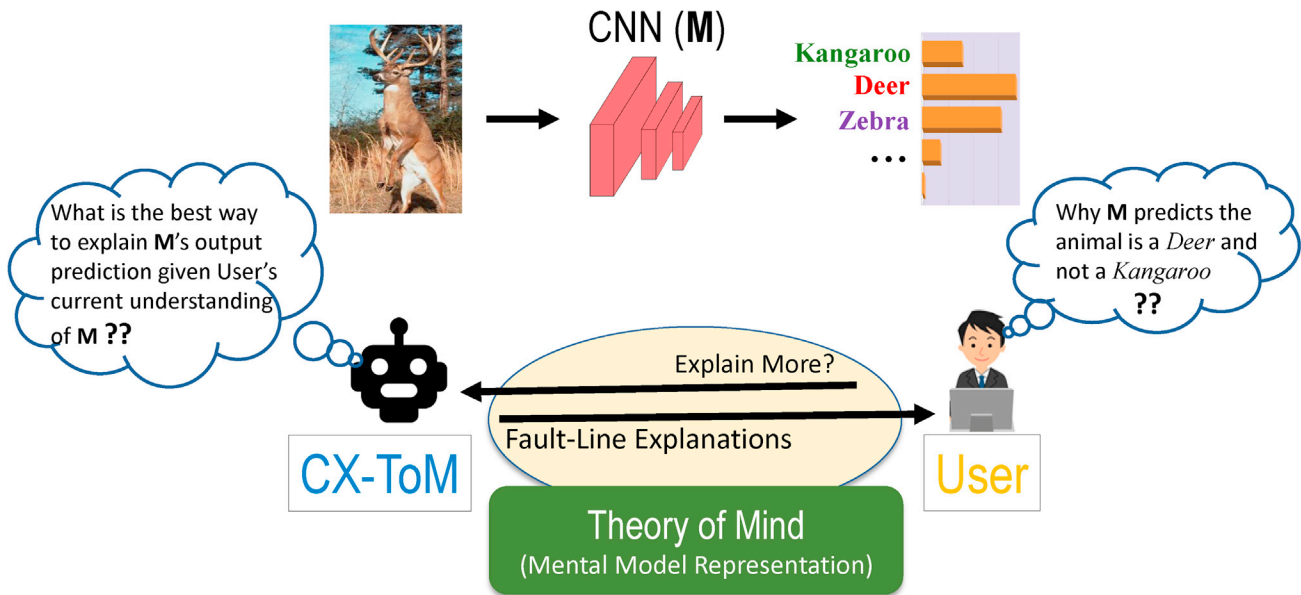 CNN (M)
Kangaroo
Deer
Zebra
...
What is the best way
to explain M's output
prediction given User's
current understanding
of M ??
Why M predicts the
animal is a Deer and
not a Kangaroo
??
Explain More?
Fault-Line Explanations
CX-ToM
User
Theory of Mind
(Mental Model Representation)